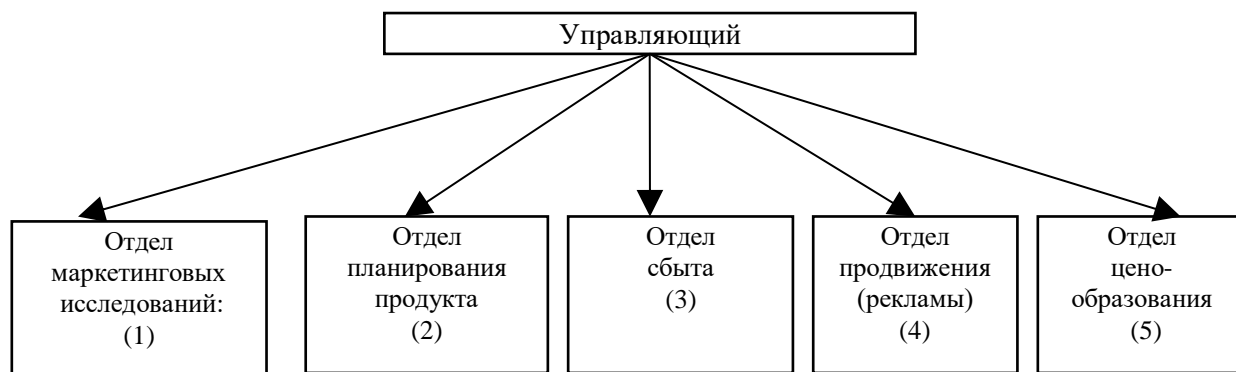 Управляющий
Отдел
маркетинговых
исследований:
(1)
Отдел
планирования
продукта
(2)
Отдел
сбыта
(3)
Отдел
продвижения
(рекламы)
(4)
Отдел
цено-
образования
(5)